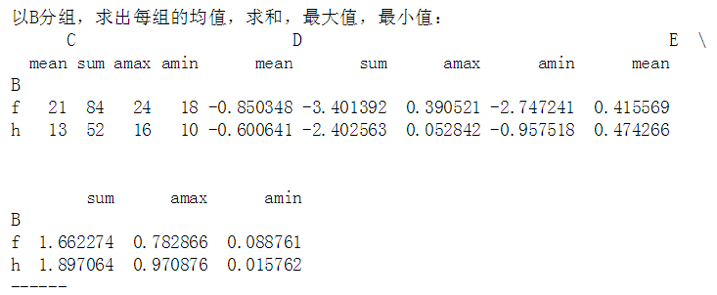 以B分组，求出每组的均值，求和，最大值，最小值：
C D E \
mean sum amax amin mean sum amax amin mean
B
f 21 84 24 18 -0.850348 -3.401392 0.390521 -2.747241 0.415569
h 13 52 16 10 -0.600641 -2.402563 0.052842 -0.957518 0.474266
sum amax amin
B
f 1.662274 0.782866 0.088761
h 1.897064 0.970876 0.015762
------